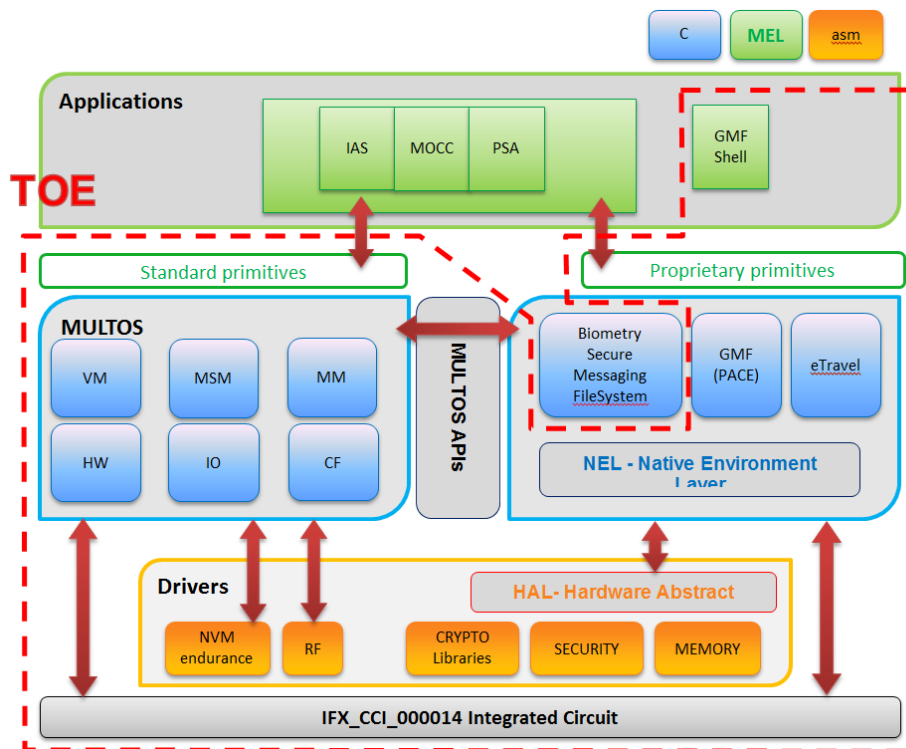 C
MEL
asm
Applications
IAS
MOCC
PSA
GMF
Shell
TOE
Standard primitives
Proprietary primitives
MULTOS
VM
MSM
MM
HW
IO
CF
MULTOS APIs
Biometry
Secure
Messaging
FileSystem
GMF
(PACE)
eTravel
NEL - Native Environment
Layer
Drivers
HAL- Hardware Abstract
NVM
endurance
RF
CRYPTO
Libraries
SECURITY
MEMORY
IFX_CCI_000014 Integrated Circuit